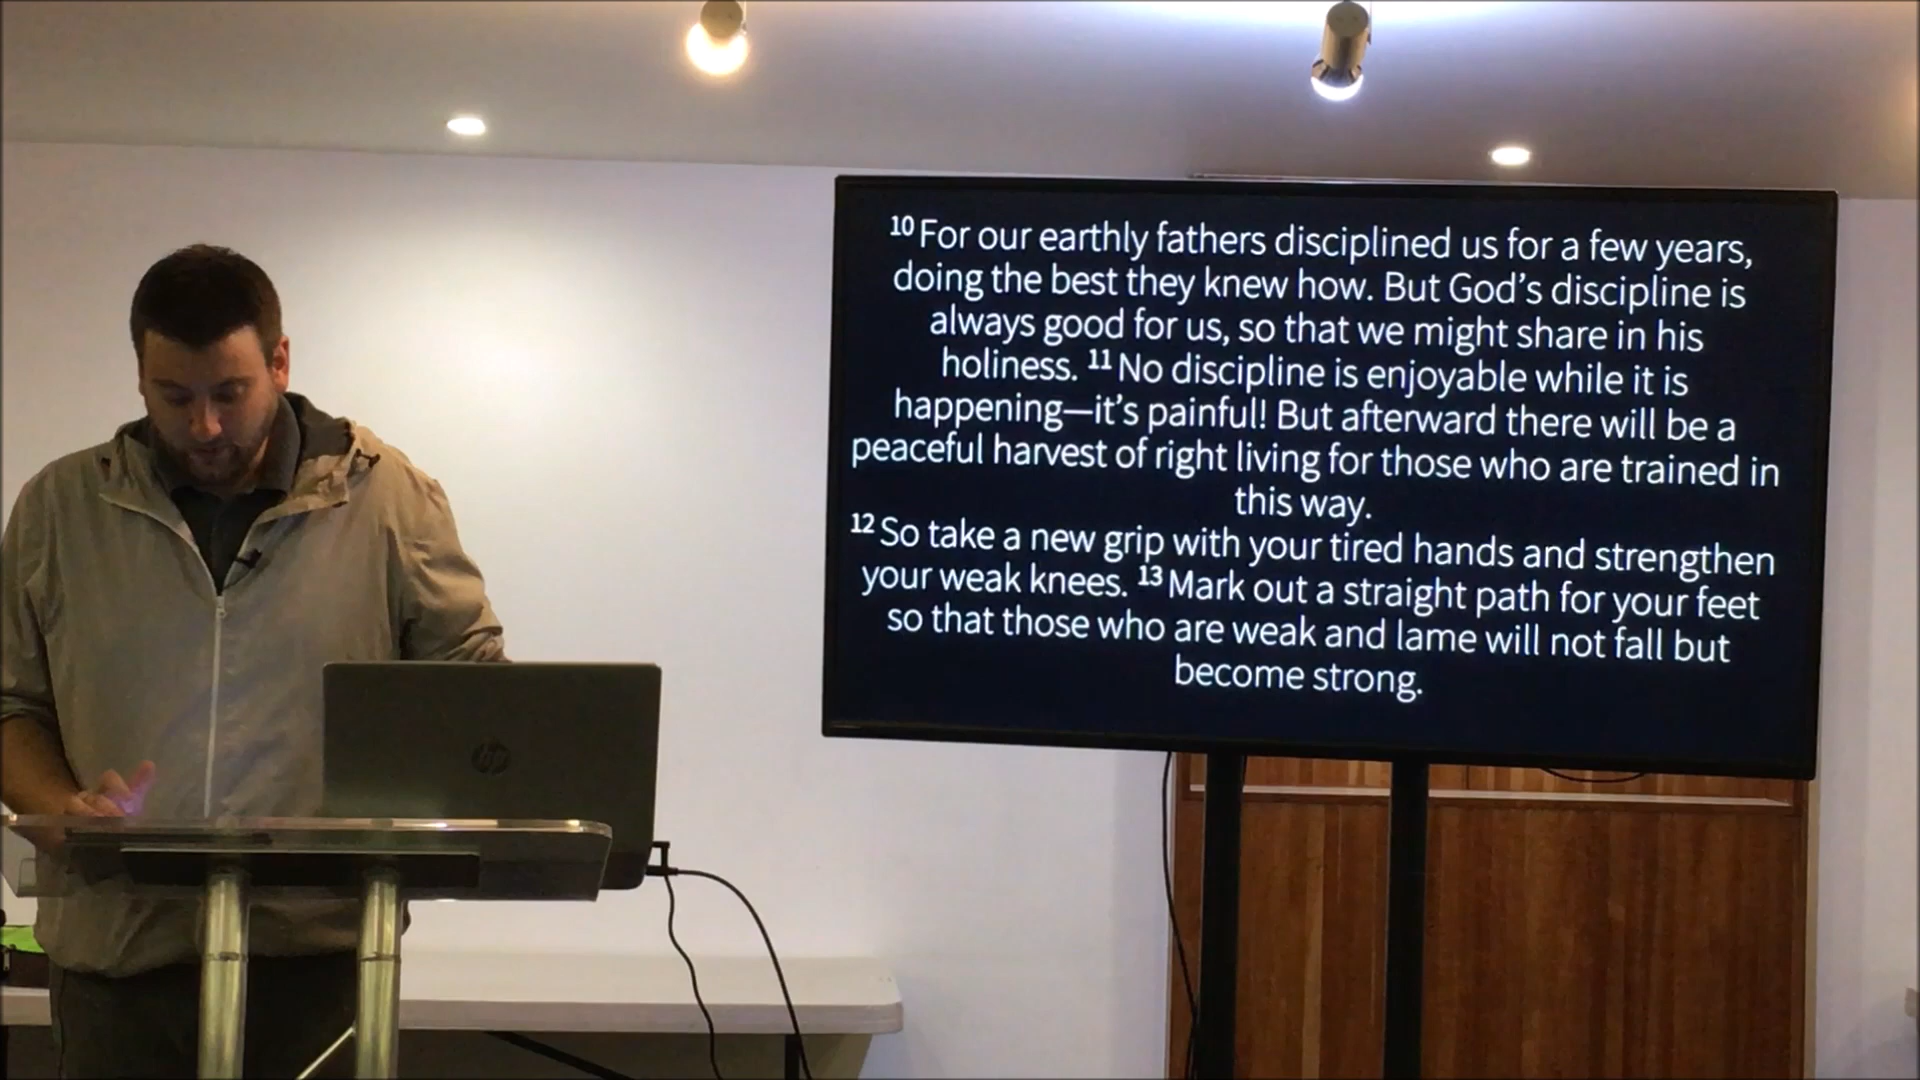 10 For our earthly fathers disciplined us for a few years,
doing the best they knew how. But God’s discipline is
always good for us, so that we might share in his
holiness. 11 No discipline is enjoyable while it is
happening—it’s painful! But afterward there will be a
peaceful harvest of right living for those who are trained in
this way.
12 So take a new grip with your tired hands and strengthen
your weak knees. 13 Mark out a straight path for your feet
so that those who are weak and lame will not fall but
become strong.
hp